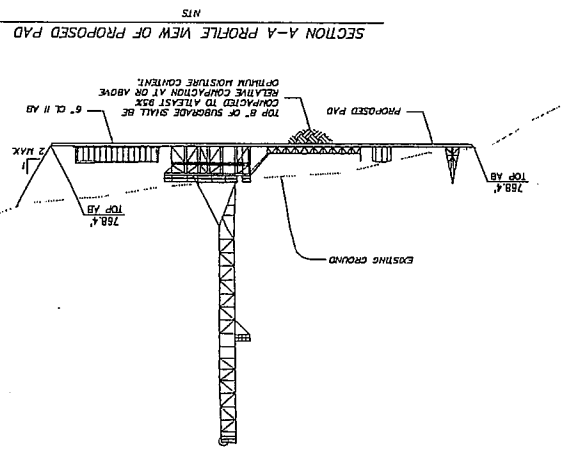 EXISTING GROUND
768.4'
TOP AB
768.4'
TOP AB
1
2 MAX.
PROPOSED PAD
TOP 8" OF SUBGRADE SHALL BE
COMPACTED TO ATLEAST 95%
RELATIVE COMPACTION AT OR ABOVE
OPTIMUM MOISTURE CONTENT.
6" CL II AB
SECTION A-A PROFILE VIEW OF PROPOSED PAD
NTS